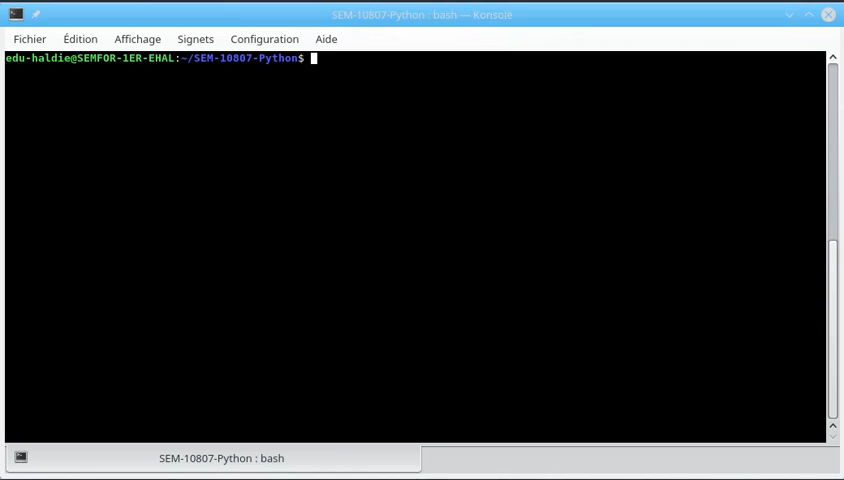 SEM-10807-Python : bash — Konsole
Fichier Édition Affichage Signets Configuration Aide
edu-haldie@SEMFOR-1ER-EHAL:~/SEM-10807-Python$
SEM-10807-Python : bash